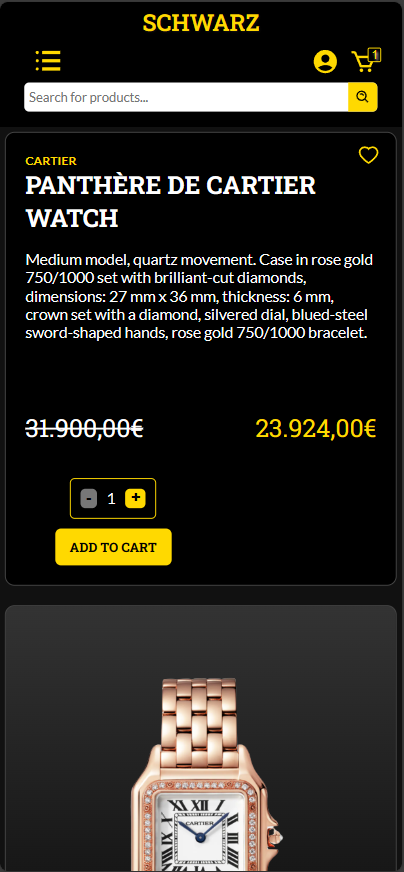 SCHWARZ
1
Search for products...
CARTIER
PANTHÈRE DE CARTIER
WATCH
Medium model, quartz movement. Case in rose gold
750/1000 set with brilliant-cut diamonds,
dimensions: 27 mm x 36 mm, thickness: 6 mm,
crown set with a diamond, silvered dial, blued-steel
sword-shaped hands, rose gold 750/1000 bracelet.
31.900,00€ 23.924,00€
- 1 +
ADD TO CART
XI XII I
CARTIER